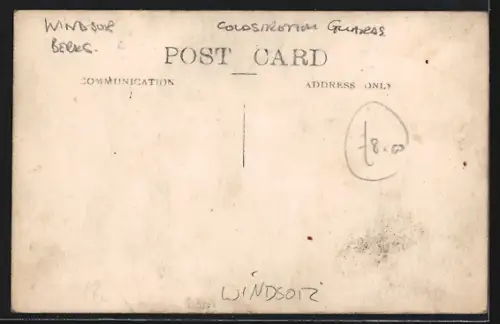 WINDSOR
BERKS.
COLDSTREAM GUARDS
POST CARD
COMMUNICATION
ADDRESS ONLY
£8.00
WINDSOR